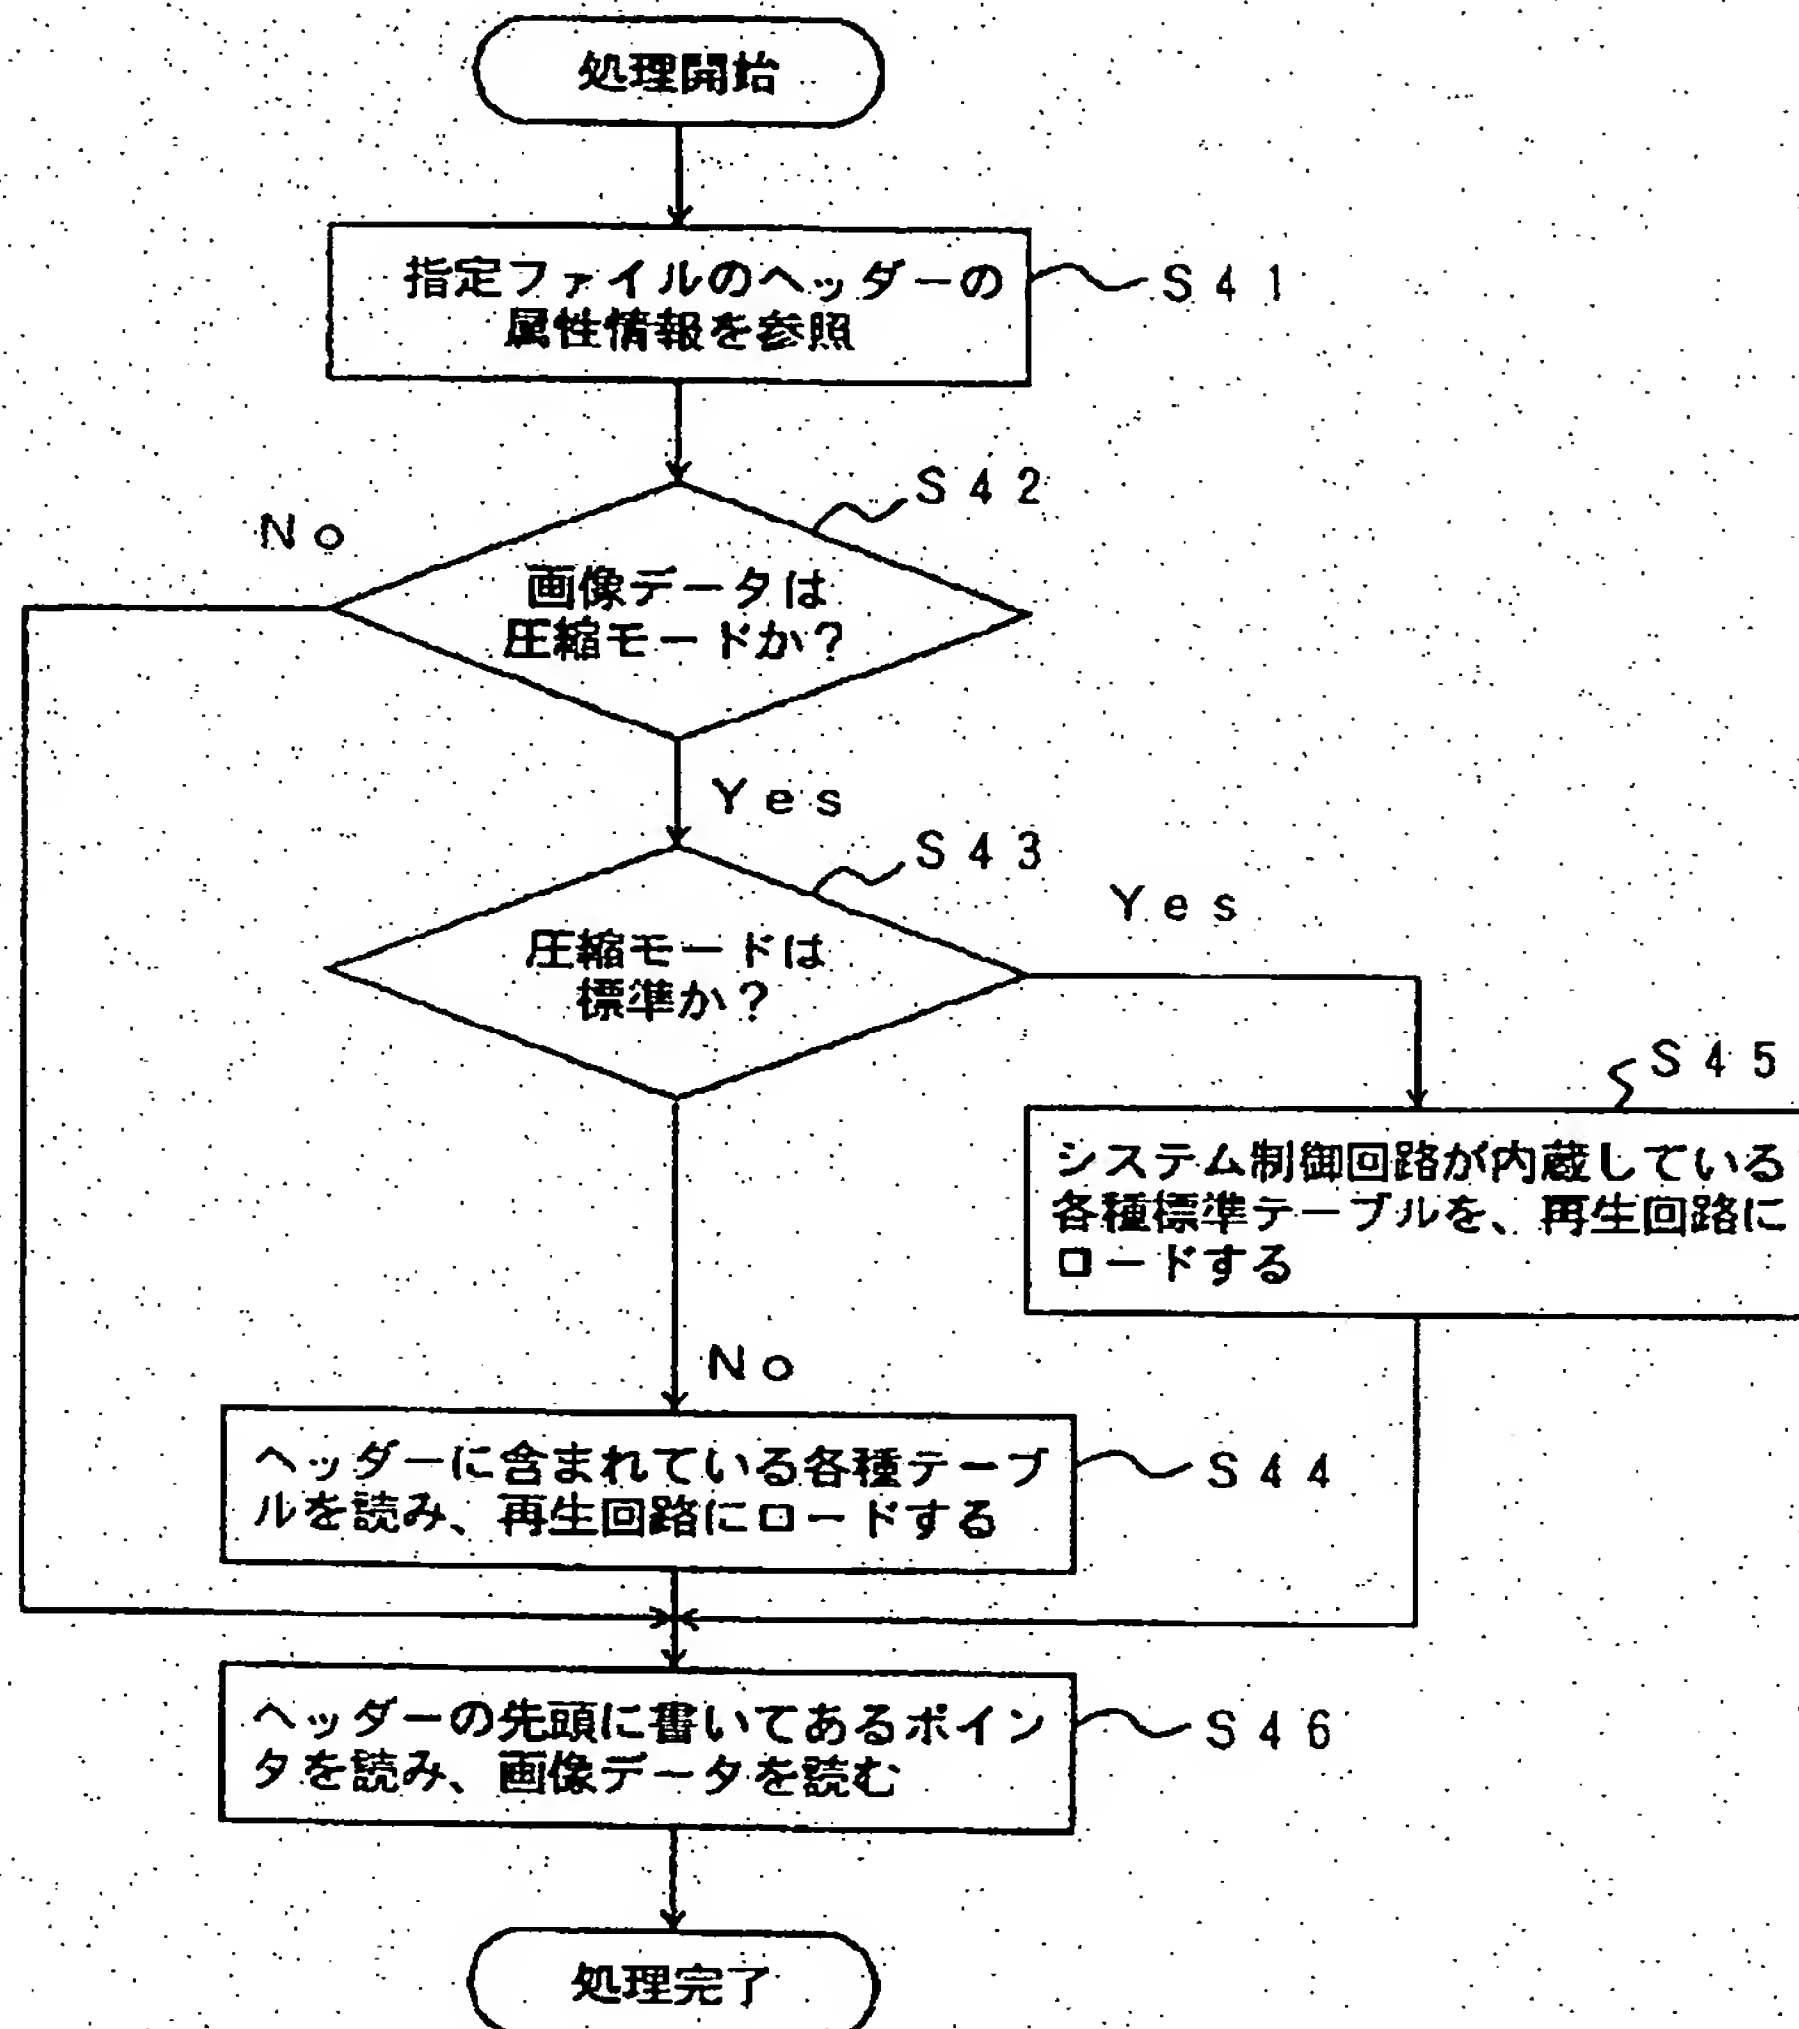 処理開始
指定ファイルのヘッダーの
属性情報を参照
S41
S42
No
画像データは
圧縮モードか?
Yes
S43
Yes
圧縮モードは
標準か?
S45
システム制御回路が内蔵している
各種標準テーブルを、再生回路に
ロードする
No
ヘッダーに含まれている各種テーブ
ルを読み、再生回路にロードする
S44
ヘッダーの先頭に書いてあるポイン
タを読み、画像データを読む
S46
処理完了